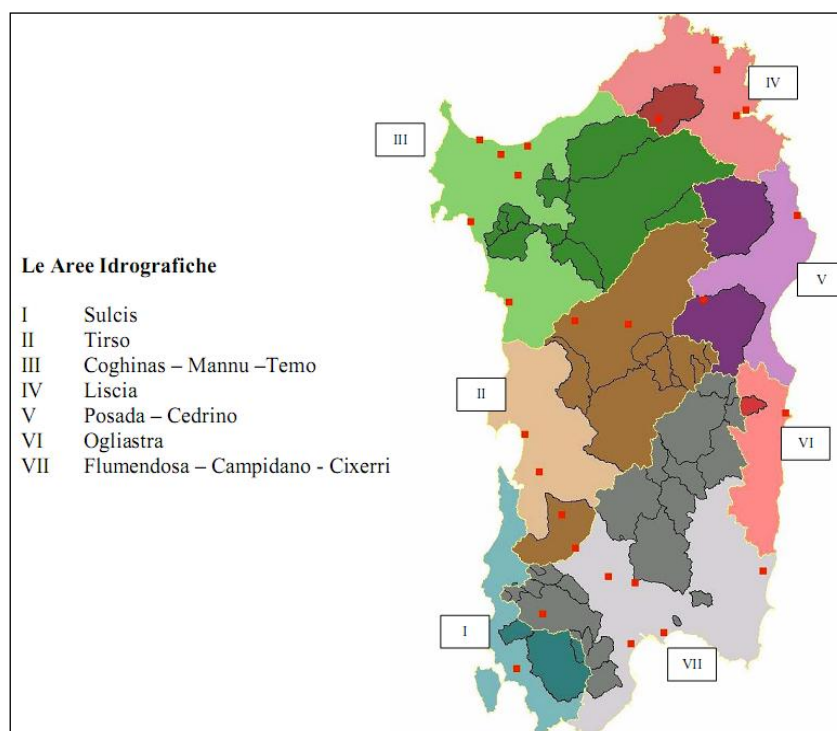 IV
III
Le Aree Idrografiche
V
I Sulcis
II Tirso
III Coghinas – Mannu –Temo
IV Liscia
V Posada – Cedrino
VI Ogliastra
VII Flumendosa – Campidano - Cixerri
II
VI
I
VII